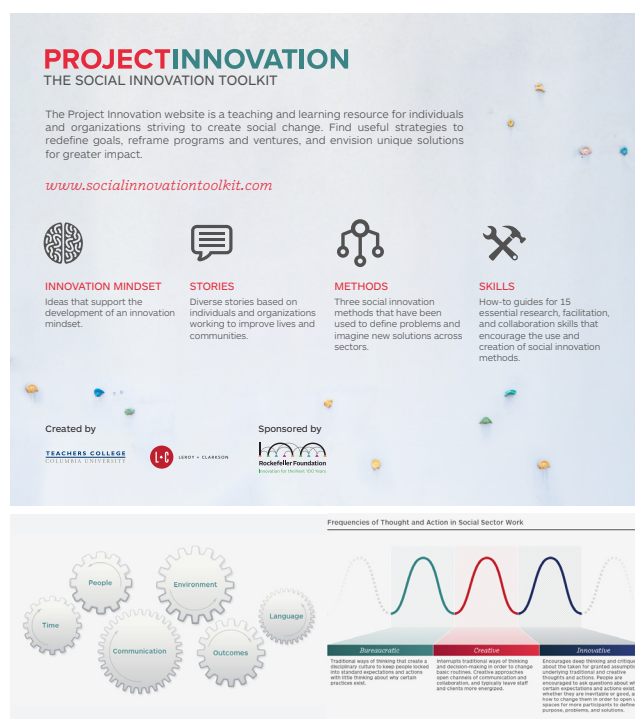 PROJECTINNOVATION
THE SOCIAL INNOVATION TOOLKIT
The Project Innovation website is a teaching and learning resource for individuals
and organizations striving to create social change. Find useful strategies to
redefine goals, reframe programs and ventures, and envision unique solutions
for greater impact.
www.socialinnovationtoolkit.com
INNOVATION MINDSET
Ideas that support the
development of an innovation
mindset.
STORIES
Diverse stories based on
individuals and organizations
working to improve lives and
communities.
METHODS
Three social innovation
methods that have been
used to define problems and
imagine new solutions across
sectors.
SKILLS
How-to guides for 15
essential research, facilitation,
and collaboration skills that
encourage the use and
creation of social innovation
methods.
Created by
TEACHERS COLLEGE
COLUMBIA UNIVERSITY
L+C
LEROY + CLARKSON
Sponsored by
Rockefeller Foundation
Innovation for the Next 100 Years
People
Environment
Time
Language
Communication
Outcomes
Frequencies of Thought and Action in Social Sector Work
Bureaucratic
Traditional ways of thinking that create a
disciplinary culture to keep people locked
into standard expectations and actions
with little thinking about why certain
practices exist.
Creative
Interrupts traditional ways of thinking
and decision-making in order to change
basic routines. Creative approaches
open channels of communication and
collaboration, and typically leave staff
and clients more energized.
Innovative
Encourages deep thinking and critique
about the taken for granted
underlying traditional and creative
thoughts and actions. People are
encouraged to ask questions about
certain expectations and actions
whether they are inevitable or good,
how to change them in order to open
spaces for more participants to define
purpose, problems, and solutions.